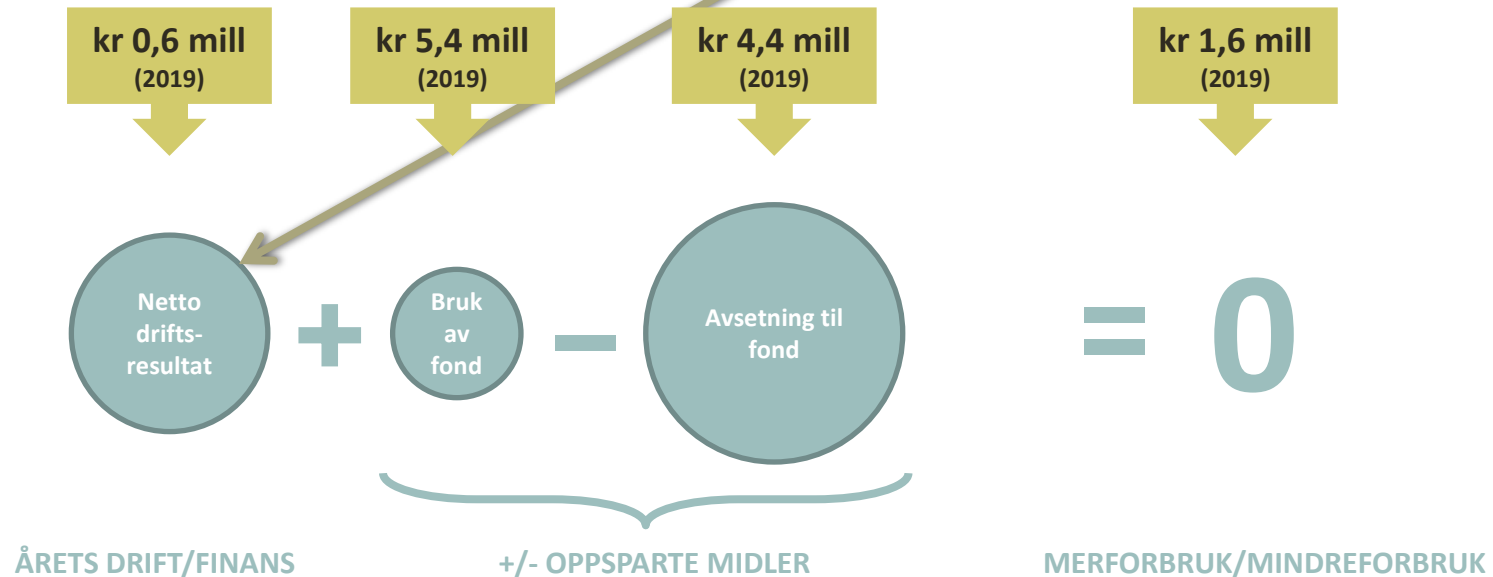 kr 0,6 mill
(2019)
kr 5,4 mill
(2019)
kr 4,4 mill
(2019)
kr 1,6 mill
(2019)
Netto
drifts-
resultat
+
Bruk
av
fond
–
Avsetning til
fond
= 0
ÅRETS DRIFT/FINANS
+/- OPPSPARTE MIDLER
MERFORBRUK/MINDREFORBRUK